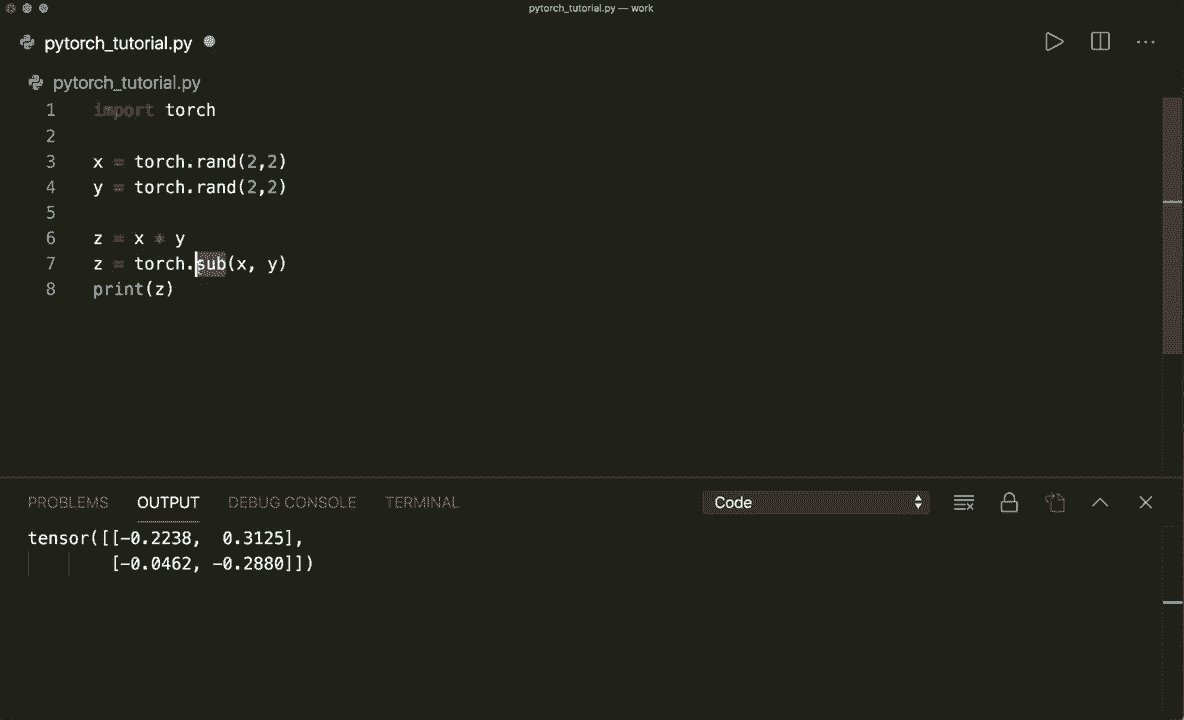 pytorch_tutorial.py — work
pytorch_tutorial.py
pytorch_tutorial.py
1 import torch
2
3 x = torch.rand(2,2)
4 y = torch.rand(2,2)
5
6 z = x * y
7 z = torch.sub(x, y)
8 print(z)
PROBLEMS OUTPUT DEBUG CONSOLE TERMINAL Code
tensor([[-0.2238,  0.3125],
        [-0.0462, -0.2880]])